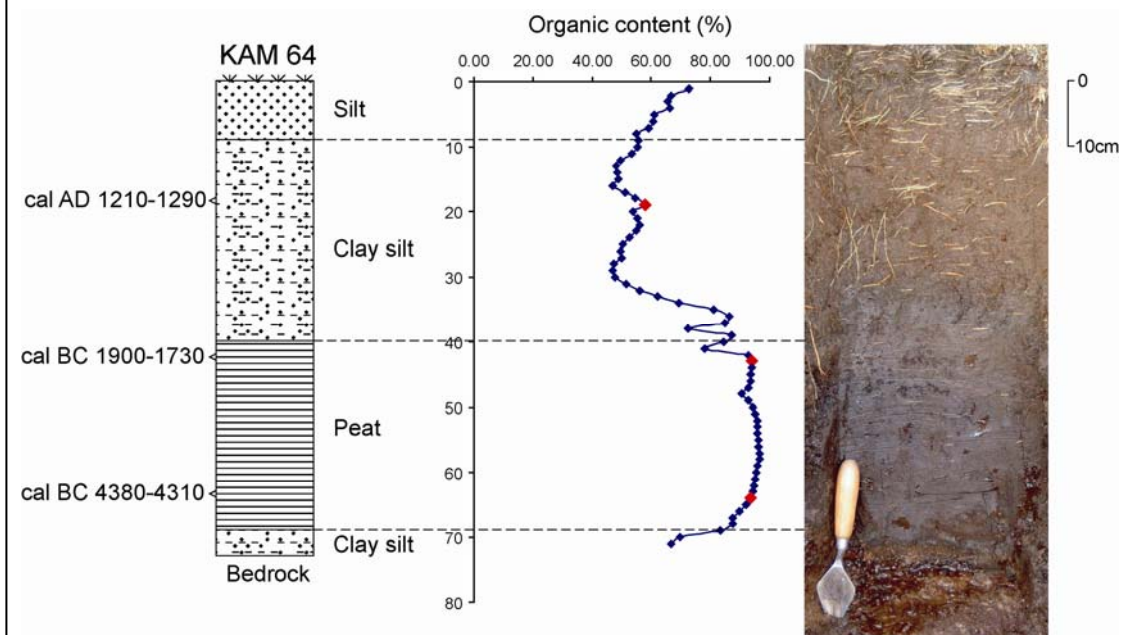 Organic content (%)
KAM 64
0.00 20.00 40.00 60.00 80.00 100.00
0
10
20
30
40
50
60
70
80
Silt
Clay silt
Peat
Clay silt
Bedrock
cal AD 1210-1290
cal BC 1900-1730
cal BC 4380-4310
0
10cm